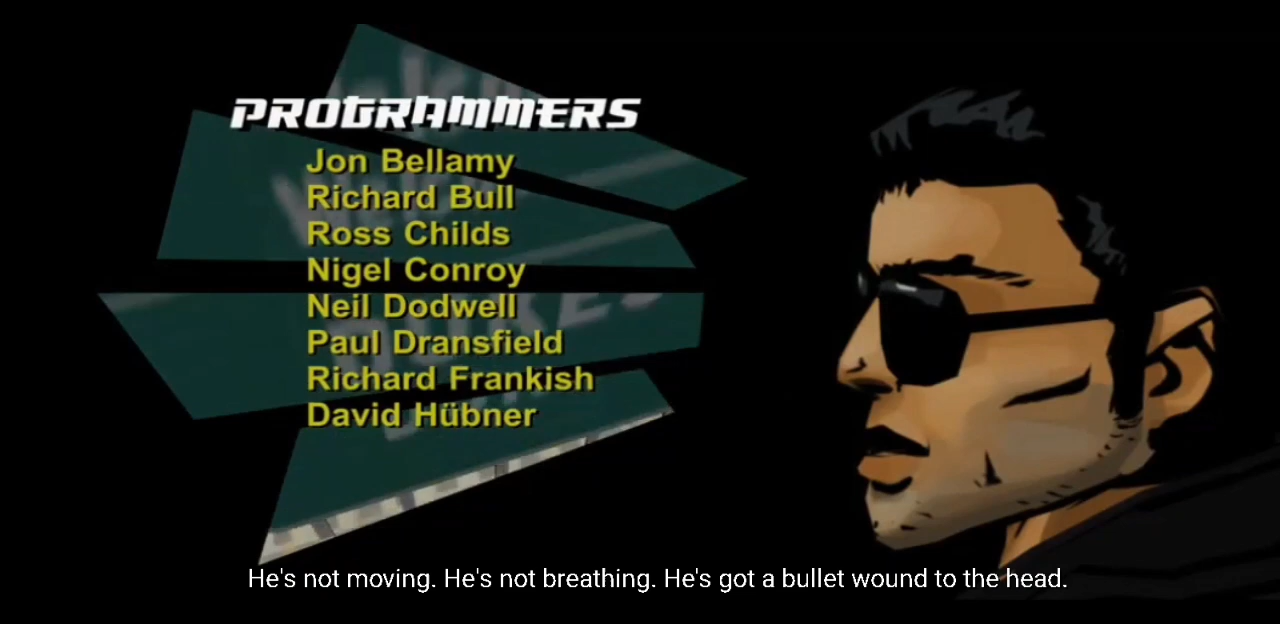 PROGRAMMERS
Jon Bellamy
Richard Bull
Ross Childs
Nigel Conroy
Neil Dodwell
Paul Dransfield
Richard Frankish
David Hübner
He's not moving. He's not breathing. He's got a bullet wound to the head.